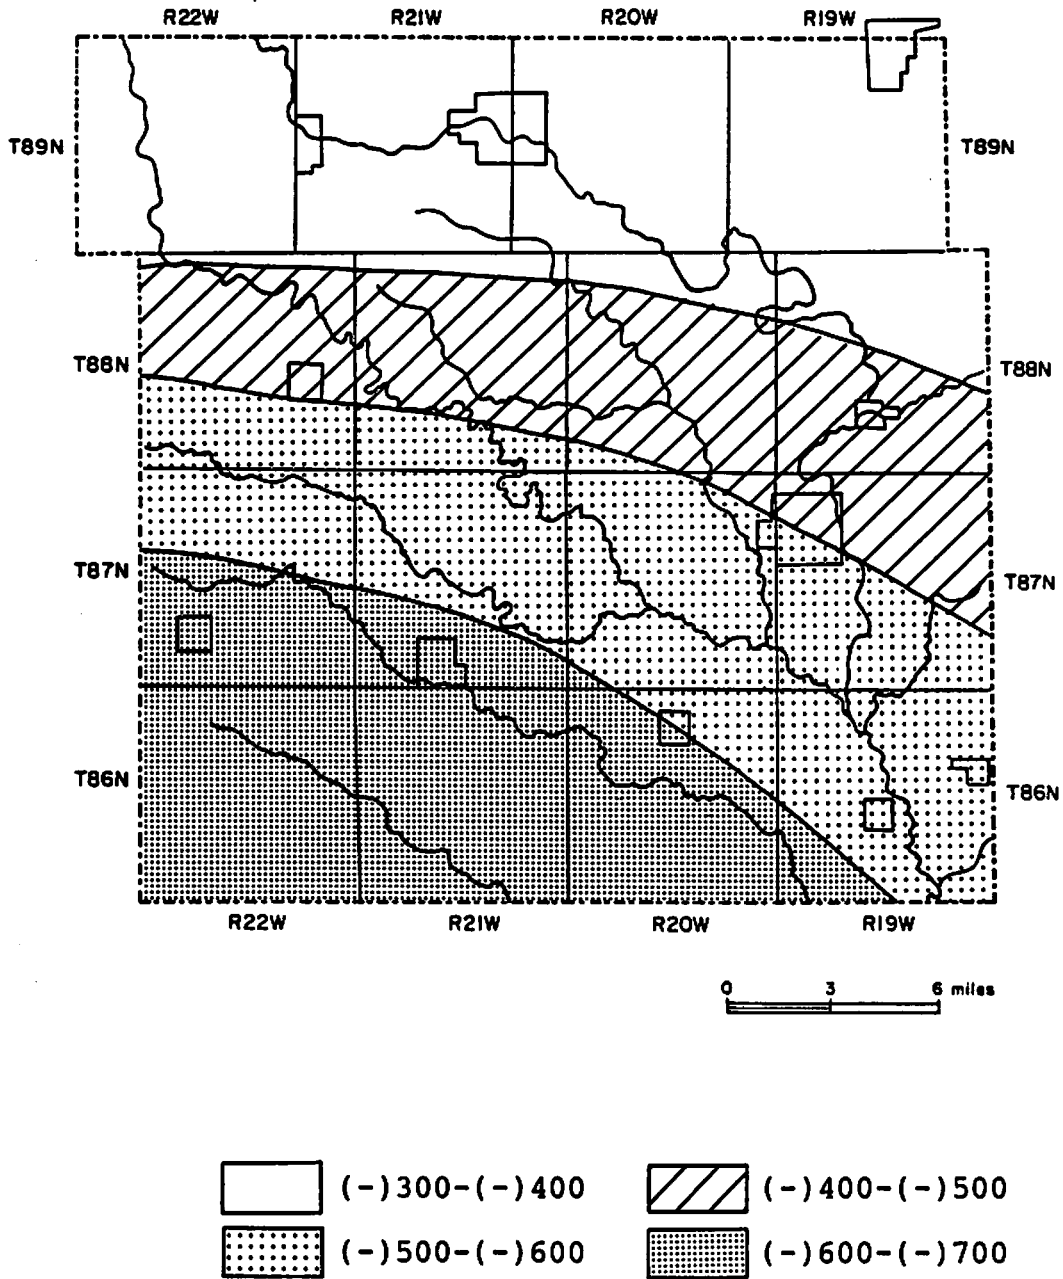 R22W R21W R20W R19W
T89N T89N
T88N T88N
T87N T87N
T86N T86N
R22W R21W R20W R19W
0 3 6 miles
(-)300-(-)400 (-)400-(-)500
(-)500-(-)600 (-)600-(-)700